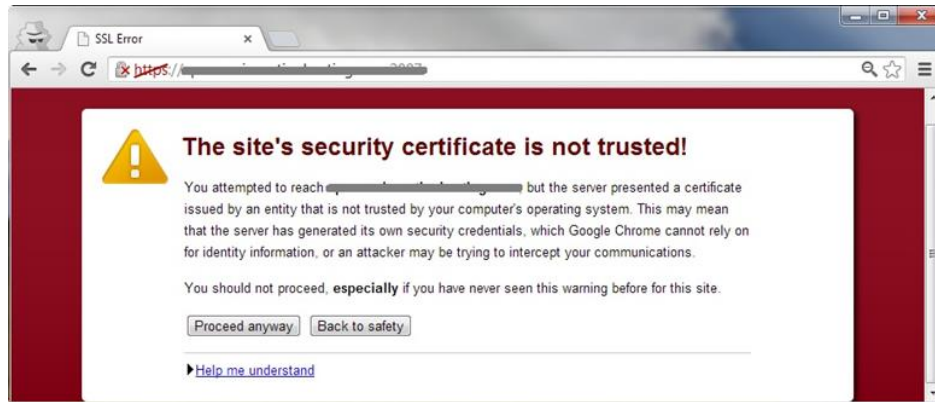 SSL Error
https://
The site's security certificate is not trusted!
You attempted to reach , but the server presented a certificate
issued by an entity that is not trusted by your computer's operating system. This may mean
that the server has generated its own security credentials, which Google Chrome cannot rely on
for identity information, or an attacker may be trying to intercept your communications.
You should not proceed, especially if you have never seen this warning before for this site.
Proceed anyway Back to safety
Help me understand